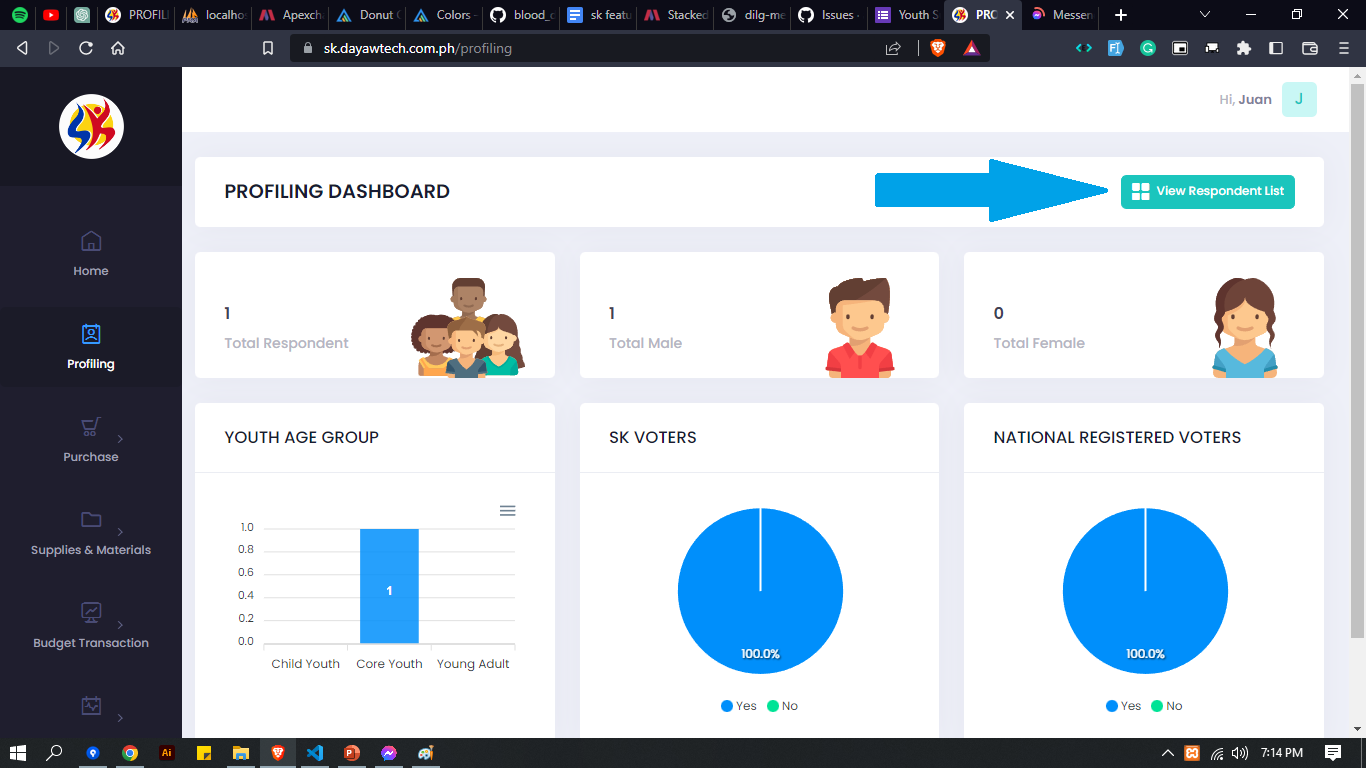 PROFIL
localho
Apexch
Donut C
Colors -
blood_c
sk featu
Stacked
dilg-me
Issues ·
Youth S
PRO
Messen
sk.dayawtech.com.ph/profiling
Hi, Juan J
PROFILING DASHBOARD
View Respondent List
Home
Profiling
Purchase
Supplies & Materials
Budget Transaction
1
Total Respondent
1
Total Male
0
Total Female
YOUTH AGE GROUP
1.0
0.8
0.6
0.4
0.2
0.0
1
Child Youth Core Youth Young Adult
SK VOTERS
100.0%
Yes No
NATIONAL REGISTERED VOTERS
100.0%
Yes No
7:14 PM